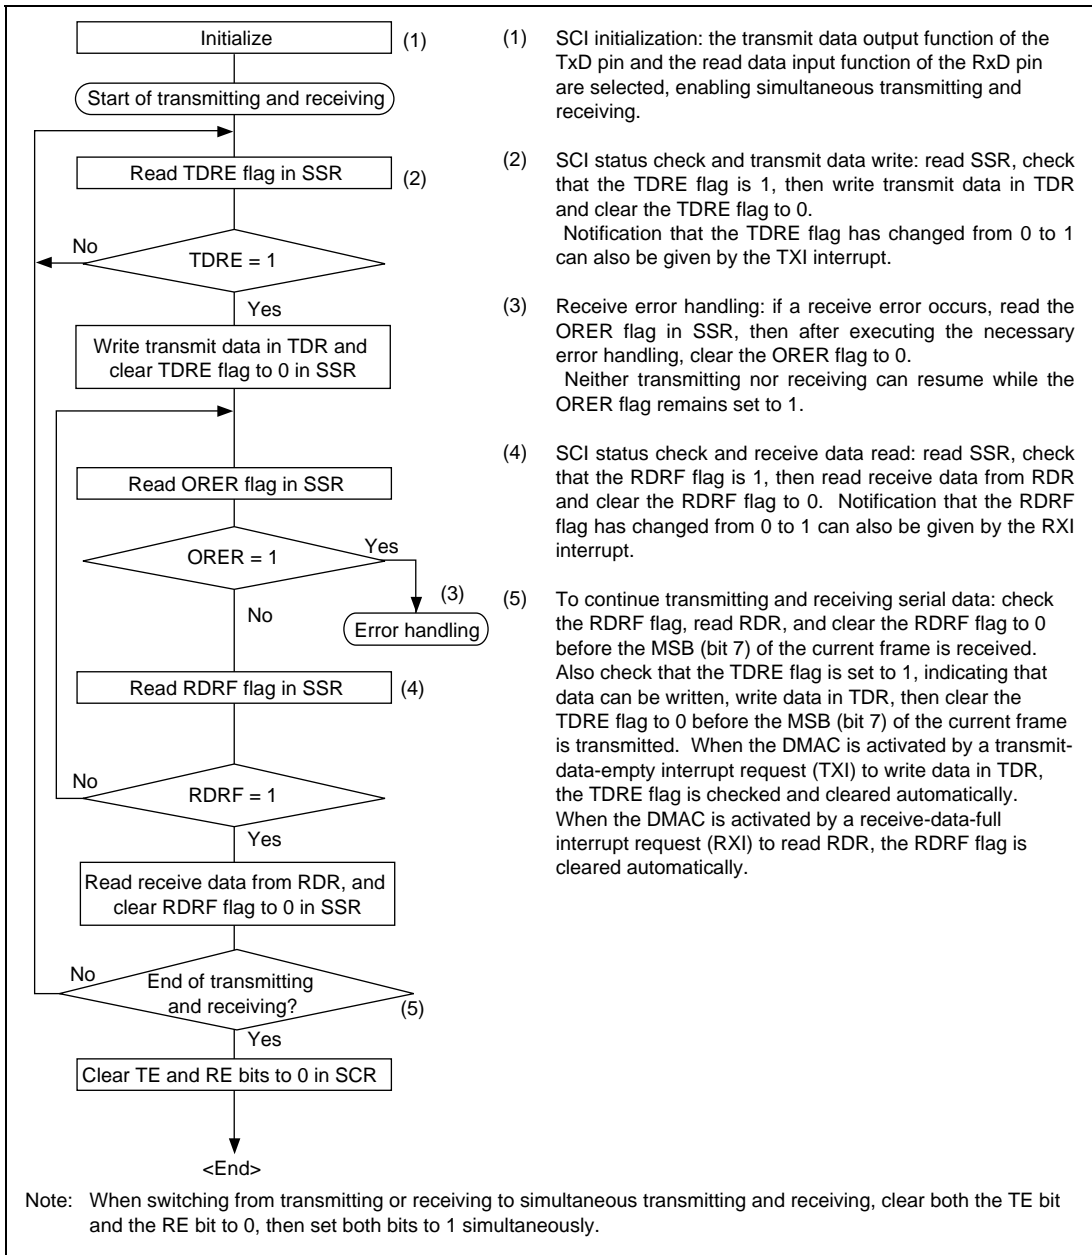 Initialize (1)
Start of transmitting and receiving
Read TDRE flag in SSR (2)
No
TDRE = 1
Yes
Write transmit data in TDR and
clear TDRE flag to 0 in SSR
Read ORER flag in SSR
ORER = 1
Yes
No
(3)
Error handling
Read RDRF flag in SSR (4)
No
RDRF = 1
Yes
Read receive data from RDR, and
clear RDRF flag to 0 in SSR
No
End of transmitting
and receiving?
(5)
Yes
Clear TE and RE bits to 0 in SCR
<End>
(1) SCI initialization: the transmit data output function of the
TxD pin and the read data input function of the RxD pin
are selected, enabling simultaneous transmitting and
receiving.
(2) SCI status check and transmit data write: read SSR, check
that the TDRE flag is 1, then write transmit data in TDR
and clear the TDRE flag to 0.
Notification that the TDRE flag has changed from 0 to 1
can also be given by the TXI interrupt.
(3) Receive error handling: if a receive error occurs, read the
ORER flag in SSR, then after executing the necessary
error handling, clear the ORER flag to 0.
Neither transmitting nor receiving can resume while the
ORER flag remains set to 1.
(4) SCI status check and receive data read: read SSR, check
that the RDRF flag is 1, then read receive data from RDR
and clear the RDRF flag to 0. Notification that the RDRF
flag has changed from 0 to 1 can also be given by the RXI
interrupt.
(5) To continue transmitting and receiving serial data: check
the RDRF flag, read RDR, and clear the RDRF flag to 0
before the MSB (bit 7) of the current frame is received.
Also check that the TDRE flag is set to 1, indicating that
data can be written, write data in TDR, then clear the
TDRE flag to 0 before the MSB (bit 7) of the current frame
is transmitted. When the DMAC is activated by a transmit-
data-empty interrupt request (TXI) to write data in TDR,
the TDRE flag is checked and cleared automatically.
When the DMAC is activated by a receive-data-full
interrupt request (RXI) to read RDR, the RDRF flag is
cleared automatically.
Note: When switching from transmitting or receiving to simultaneous transmitting and receiving, clear both the TE bit
and the RE bit to 0, then set both bits to 1 simultaneously.